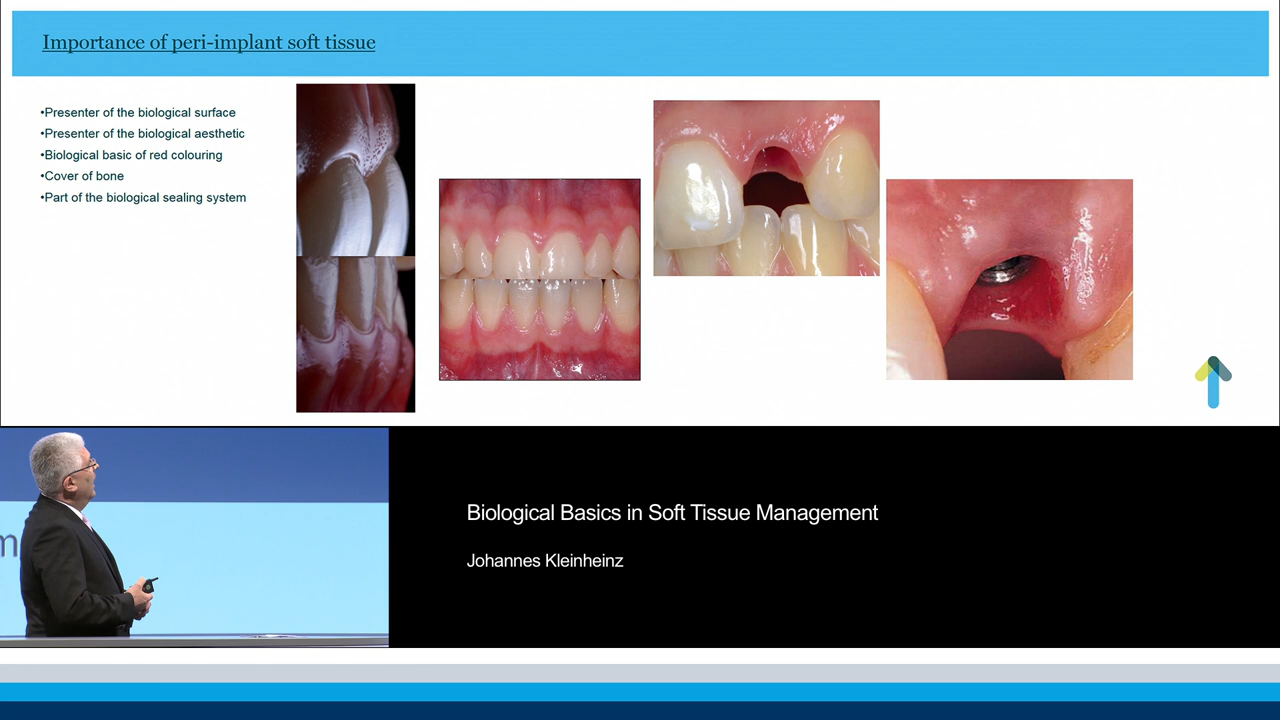 Importance of peri-implant soft tissue
•Presenter of the biological surface
•Presenter of the biological aesthetic
•Biological basic of red colouring
•Cover of bone
•Part of the biological sealing system
Biological Basics in Soft Tissue Management
Johannes Kleinheinz